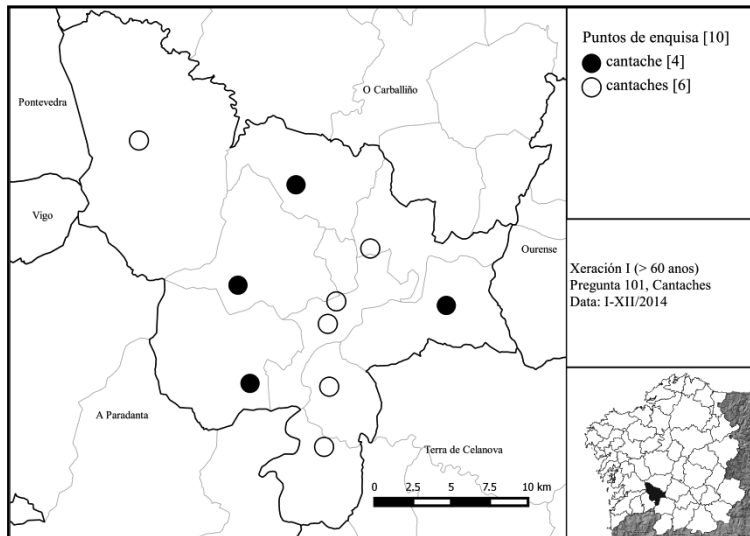 Puntos de enquisa [10]
cantache [4]
cantaches [6]
O Carballiño
Pontevedra
Vigo
Ourense
Xeración I (> 60 anos)
Pregunta 101, Cantaches
Data: I-XII/2014
A Paradanta
Terra de Celanova
0 2,5 5 7,5 10 km